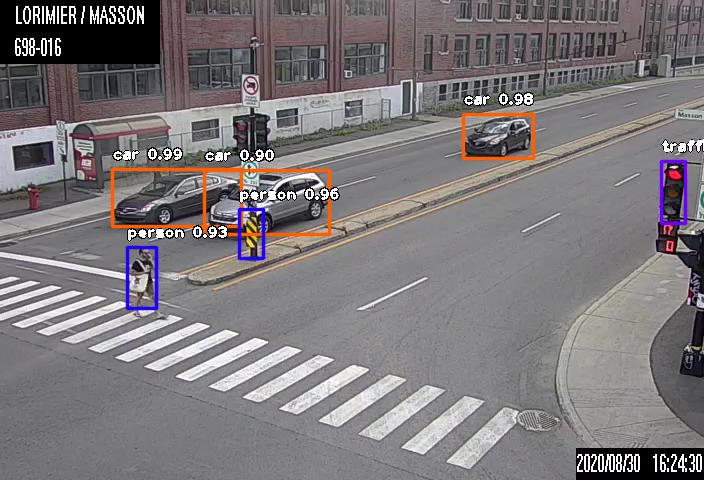 LORIMIER / MASSON
698-016
car 0.98
Masson
car 0.99
car 0.90
traff
person 0.96
person 0.93
2020/08/30 16:24:30